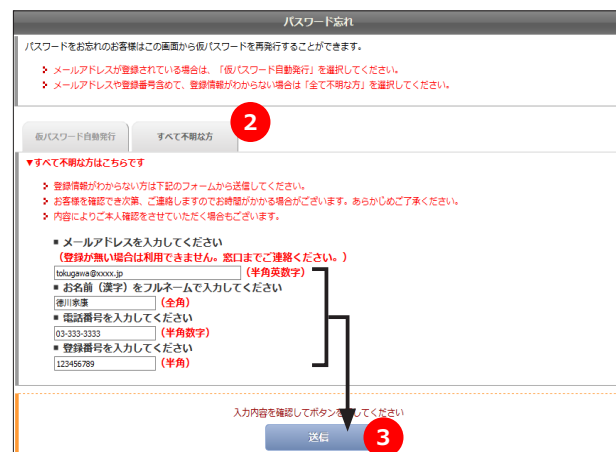 パスワード忘れ
パスワードをお忘れのお客様はこの画面から仮パスワードを再発行することができます。
メールアドレスが登録されている場合は、「仮パスワード自動発行」を選択してください。
メールアドレスや登録番号含めて、登録情報がわからない場合は「全て不明な方」を選択してください。
2
仮パスワード自動発行 すべて不明な方
▼すべて不明な方はこちらです
登録情報がわからない方は下記のフォームから送信してください。
お客様を確認でき次第、ご連絡しますのでお時間がかかる場合がございます。あらかじめご了承ください。
内容によりご本人確認をさせていただく場合もございます。
■ メールアドレスを入力してください
(登録が無い場合は利用できません。窓口までご連絡ください。)
tokugawa@xxxx.jp (半角英数字)
■ お名前(漢字)をフルネームで入力してください
徳川家康 (全角)
■ 電話番号を入力してください
03-333-3333 (半角数字)
■ 登録番号を入力してください
123456789 (半角)
入力内容を確認してボタンを してください
送信 3